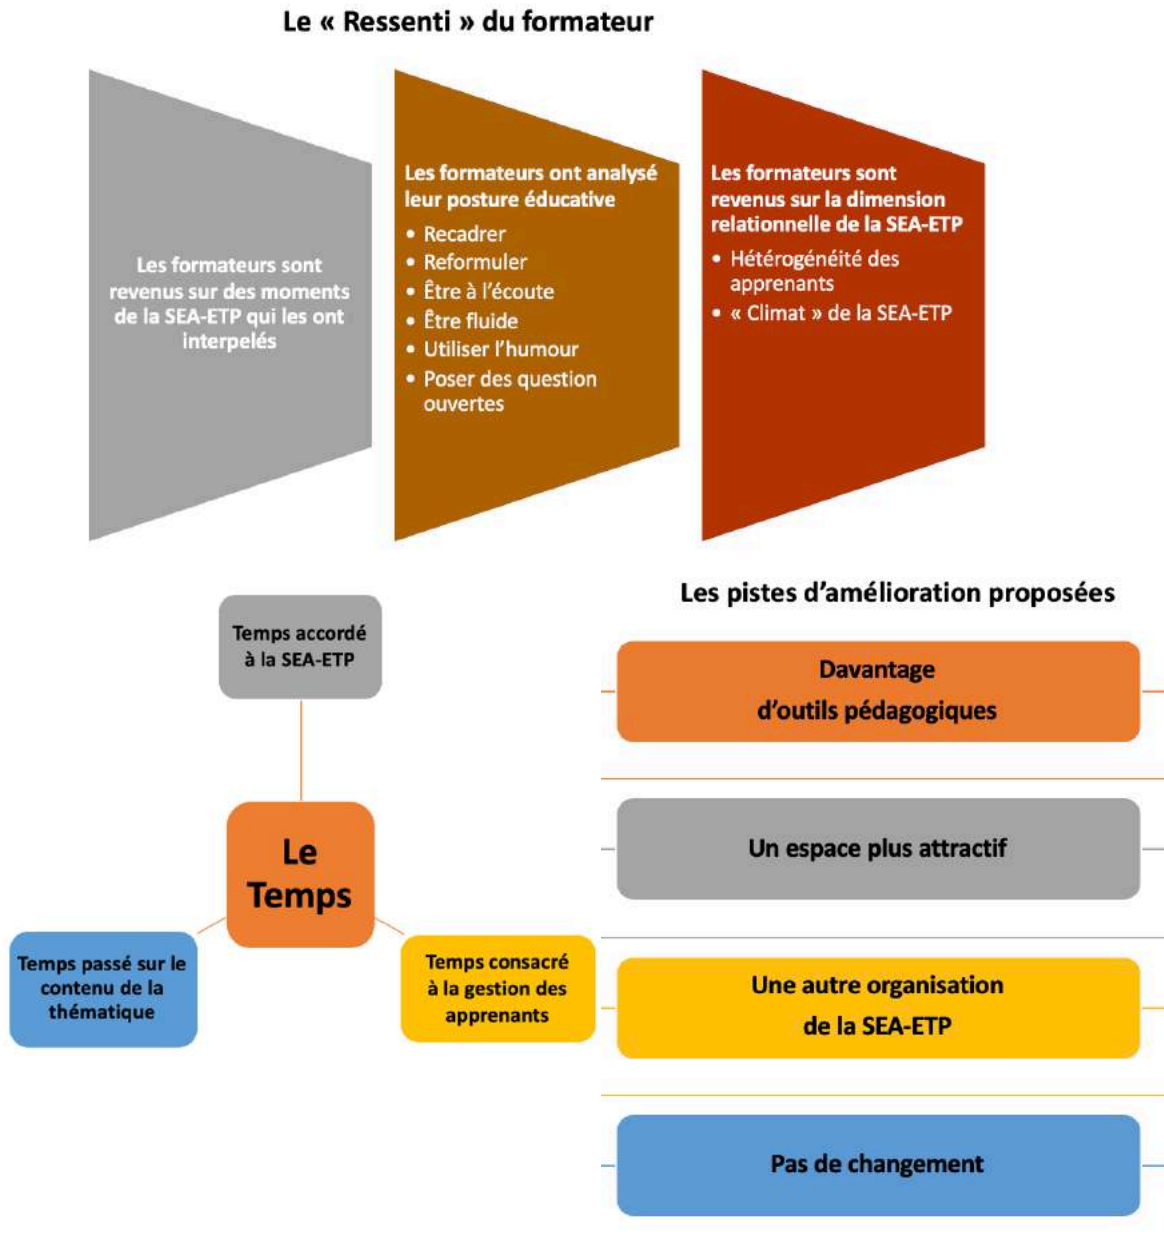 Le « Ressenti » du formateur
Les formateurs sont
revenus sur des moments
de la SEA-ETP qui les ont
interpelés
Les formateurs ont analysé
leur posture éducative
• Recadrer
• Reformuler
• Être à l’écoute
• Être fluide
• Utiliser l’humour
• Poser des question
ouvertes
Les formateurs sont
revenus sur la dimension
relationnelle de la SEA-ETP
• Hétérogénéité des
apprenants
• « Climat » de la SEA-ETP
Temps accordé
à la SEA-ETP
Le
Temps
Temps passé sur le
contenu de la
thématique
Temps consacré
à la gestion des
apprenants
Les pistes d’amélioration proposées
Davantage
d’outils pédagogiques
Un espace plus attractif
Une autre organisation
de la SEA-ETP
Pas de changement